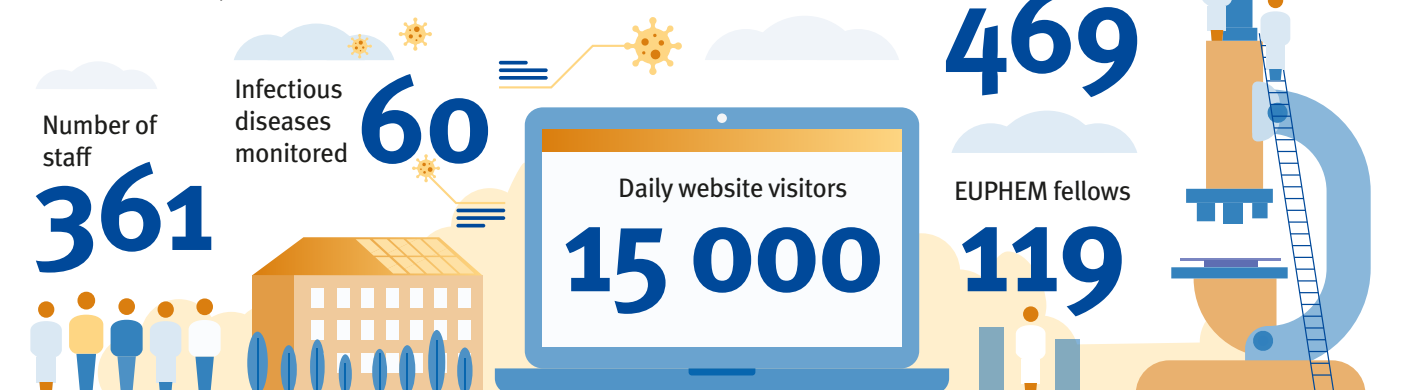 Number of
staff
361
Infectious
diseases
monitored
60
Daily website visitors
15 000
469
EUPHEM fellows
119